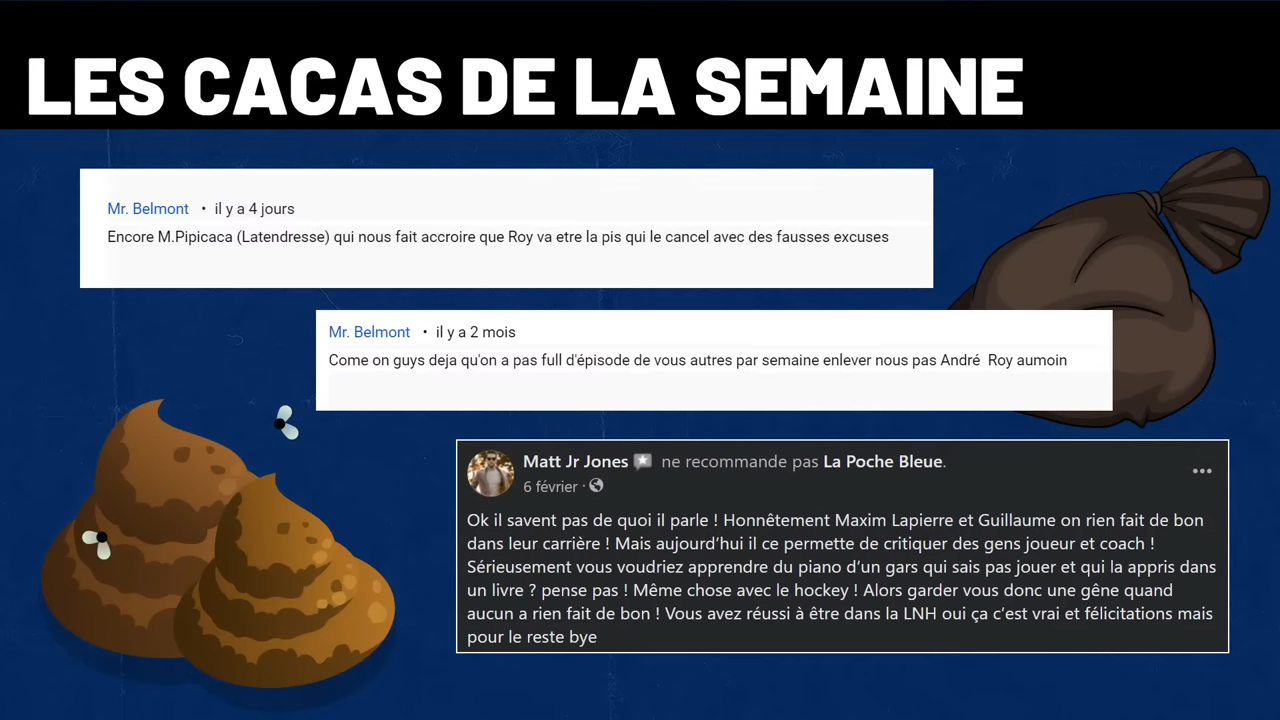 LES CACAS DE LA SEMAINE
Mr. Belmont • il y a 4 jours
Encore M.Pipicaca (Latendresse) qui nous fait accroire que Roy va etre la pis qui le cancel avec des fausses excuses
Mr. Belmont • il y a 2 mois
Come on guys deja qu'on a pas full d'épisode de vous autres par semaine enlever nous pas André  Roy aumoin
Matt Jr Jones ne recommande pas La Poche Bleue.
6 février ·
Ok il savent pas de quoi il parle ! Honnêtement Maxim Lapierre et Guillaume on rien fait de bon
dans leur carrière ! Mais aujourd’hui il ce permette de critiquer des gens joueur et coach !
Sérieusement vous voudriez apprendre du piano d’un gars qui sais pas jouer et qui la appris dans
un livre ? pense pas ! Même chose avec le hockey ! Alors garder vous donc une gêne quand
aucun a rien fait de bon ! Vous avez réussi à être dans la LNH oui ça c’est vrai et félicitations mais
pour le reste bye